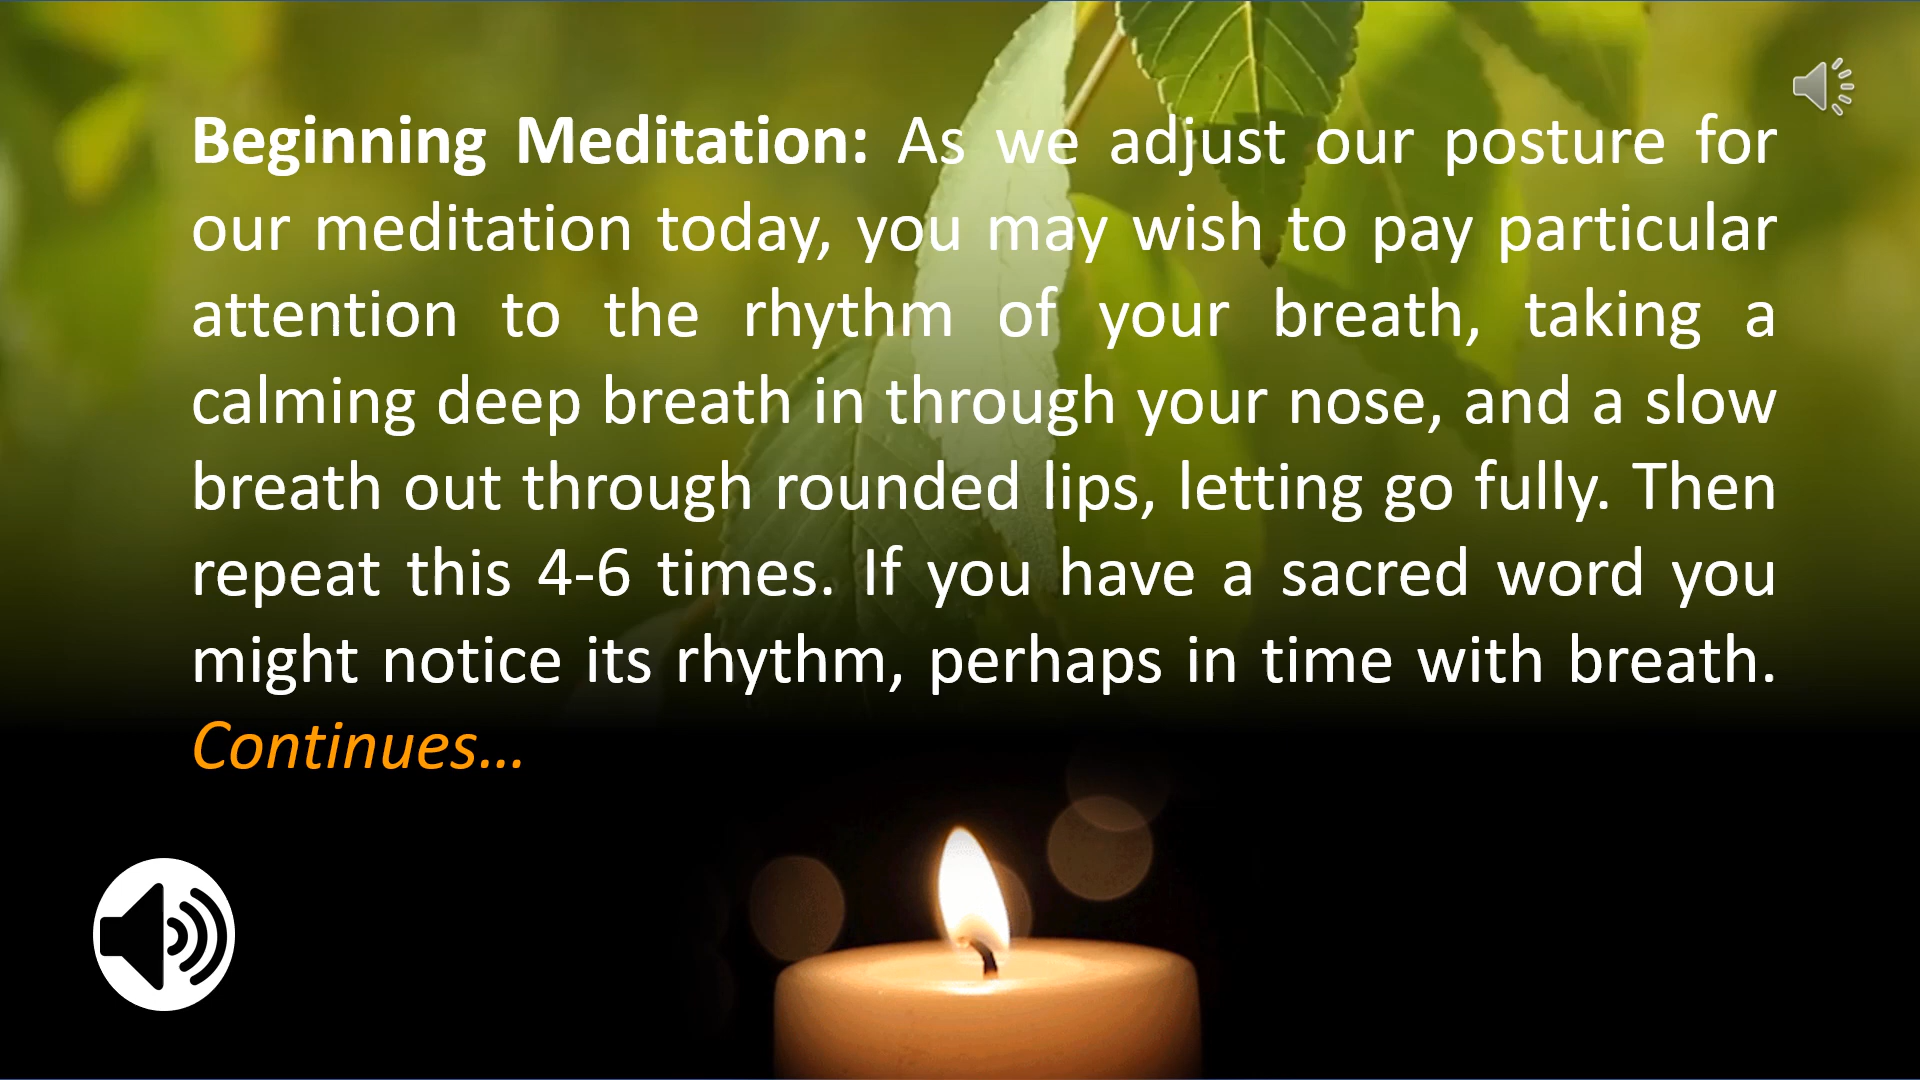 Beginning Meditation: As we adjust our posture for
our meditation today, you may wish to pay particular
attention to the rhythm of your breath, taking a
calming deep breath in through your nose, and a slow
breath out through rounded lips, letting go fully. Then
repeat this 4-6 times. If you have a sacred word you
might notice its rhythm, perhaps in time with breath.
Continues…